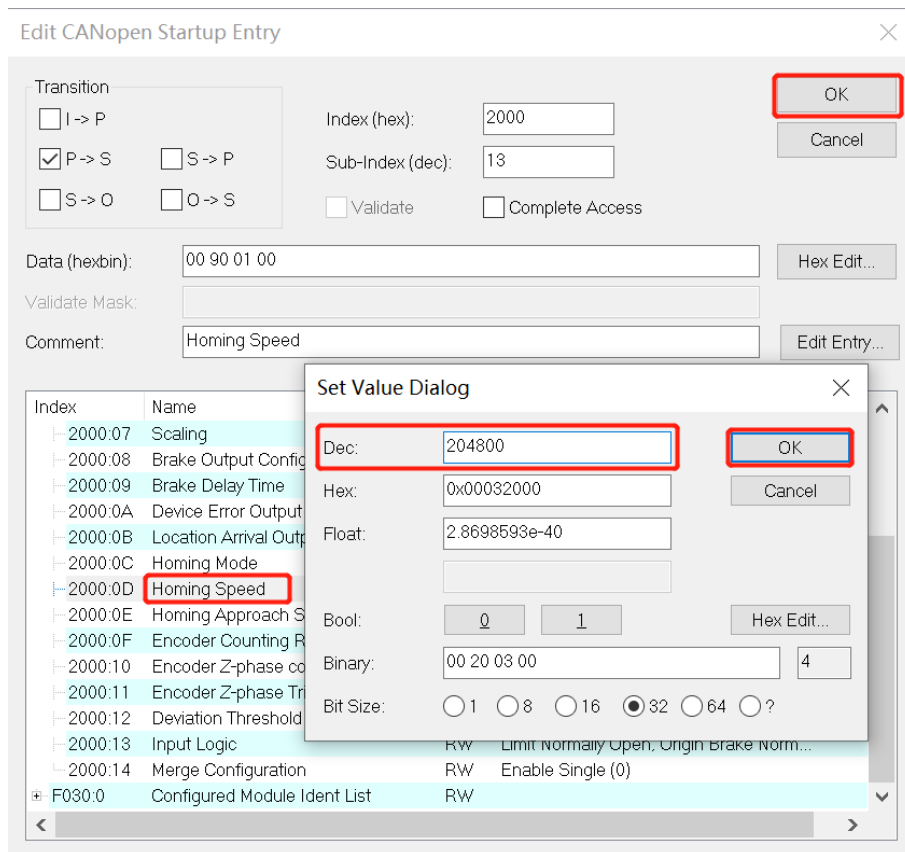 Edit CANopen Startup Entry
Transition
I -> P
P -> S
S -> P
S -> O
O -> S
Index (hex): 2000
Sub-Index (dec): 13
Validate
Complete Access
OK
Cancel
Data (hexbin): 00 90 01 00
Hex Edit...
Validate Mask:
Comment: Homing Speed
Edit Entry...
Index Name
2000:07 Scaling
2000:08 Brake Output Config
2000:09 Brake Delay Time
2000:0A Device Error Output
2000:0B Location Arrival Outp
2000:0C Homing Mode
2000:0D Homing Speed
2000:0E Homing Approach S
2000:0F Encoder Counting R
2000:10 Encoder Z-phase co
2000:11 Encoder Z-phase Tri
2000:12 Deviation Threshold
2000:13 Input Logic RW Limit Normally Open, Origin Brake Norm...
2000:14 Merge Configuration RW Enable Single (0)
F030:0 Configured Module Ident List RW
Set Value Dialog
Dec: 204800
OK
Hex: 0x00032000
Cancel
Float: 2.8698593e-40
Bool: 0 1
Hex Edit...
Binary: 00 20 03 00 4
Bit Size: 1 8 16 32 64 ?